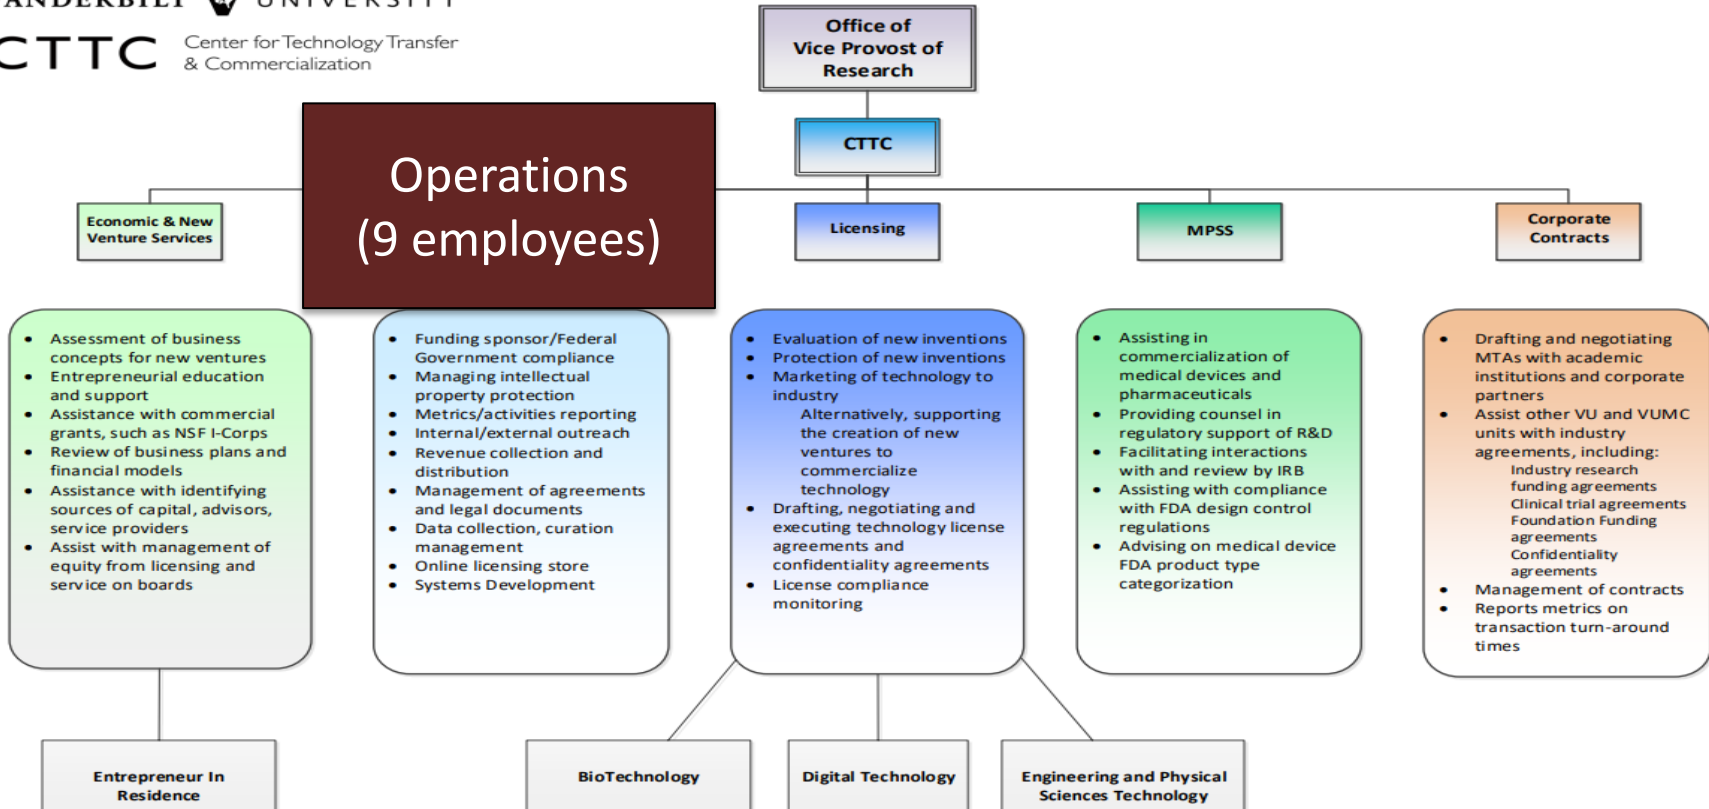 UNIVERSITY
CTTC
Center for Technology Transfer
& Commercialization
Office of
Vice Provost of
Research
CTTC
Operations
(9 employees)
Economic & New
Venture Services
Licensing
MPSS
Corporate
Contracts
• Assessment of business
concepts for new ventures
• Entrepreneurial education
and support
• Assistance with commercial
grants, such as NSF I-Corps
• Review of business plans and
financial models
• Assistance with identifying
sources of capital, advisors,
service providers
• Assist with management of
equity from licensing and
service on boards
• Funding sponsor/Federal
Government compliance
• Managing intellectual
property protection
• Metrics/activities reporting
• Internal/external outreach
• Revenue collection and
distribution
• Management of agreements
and legal documents
• Data collection, curation
management
• Online licensing store
• Systems Development
• Evaluation of new inventions
• Protection of new inventions
• Marketing of technology to
industry
Alternatively, supporting
the creation of new
ventures to
commercialize
technology
• Drafting, negotiating and
executing technology license
agreements and
confidentiality agreements
• License compliance
monitoring
• Assisting in
commercialization of
medical devices and
pharmaceuticals
• Providing counsel in
regulatory support of R&D
• Facilitating interactions
with and review by IRB
• Assisting with compliance
with FDA design control
regulations
• Advising on medical device
FDA product type
categorization
• Drafting and negotiating
MTAs with academic
institutions and corporate
partners
• Assist other VU and VUMC
units with industry
agreements, including:
Industry research
funding agreements
Clinical trial agreements
Foundation Funding
agreements
Confidentiality
agreements
• Management of contracts
• Reports metrics on
transaction turn-around
times
Entrepreneur In
Residence
BioTechnology
Digital Technology
Engineering and Physical
Sciences Technology